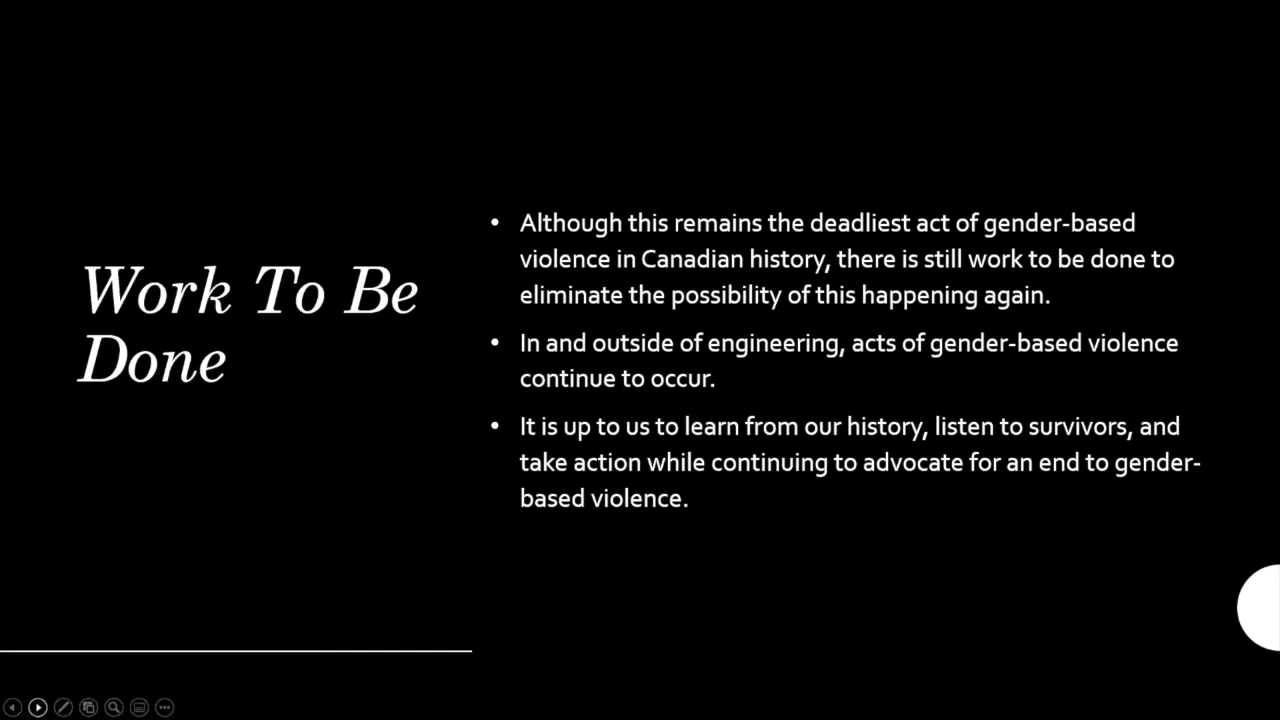 Work To Be
Done
• Although this remains the deadliest act of gender-based
violence in Canadian history, there is still work to be done to
eliminate the possibility of this happening again.
• In and outside of engineering, acts of gender-based violence
continue to occur.
• It is up to us to learn from our history, listen to survivors, and
take action while continuing to advocate for an end to gender-
based violence.